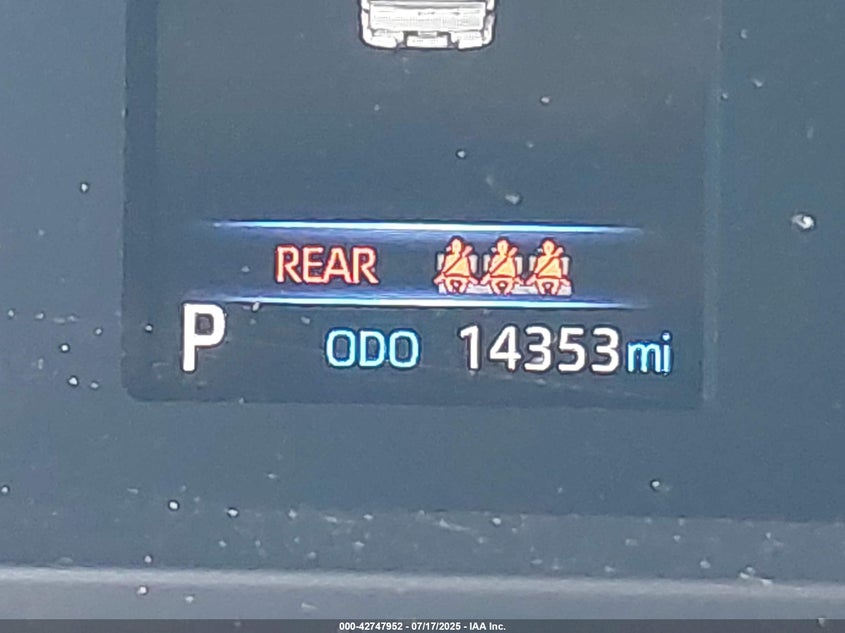 REAR
P ODO 14353 mi
000-42747952 - 07/17/2025 - IAA Inc.